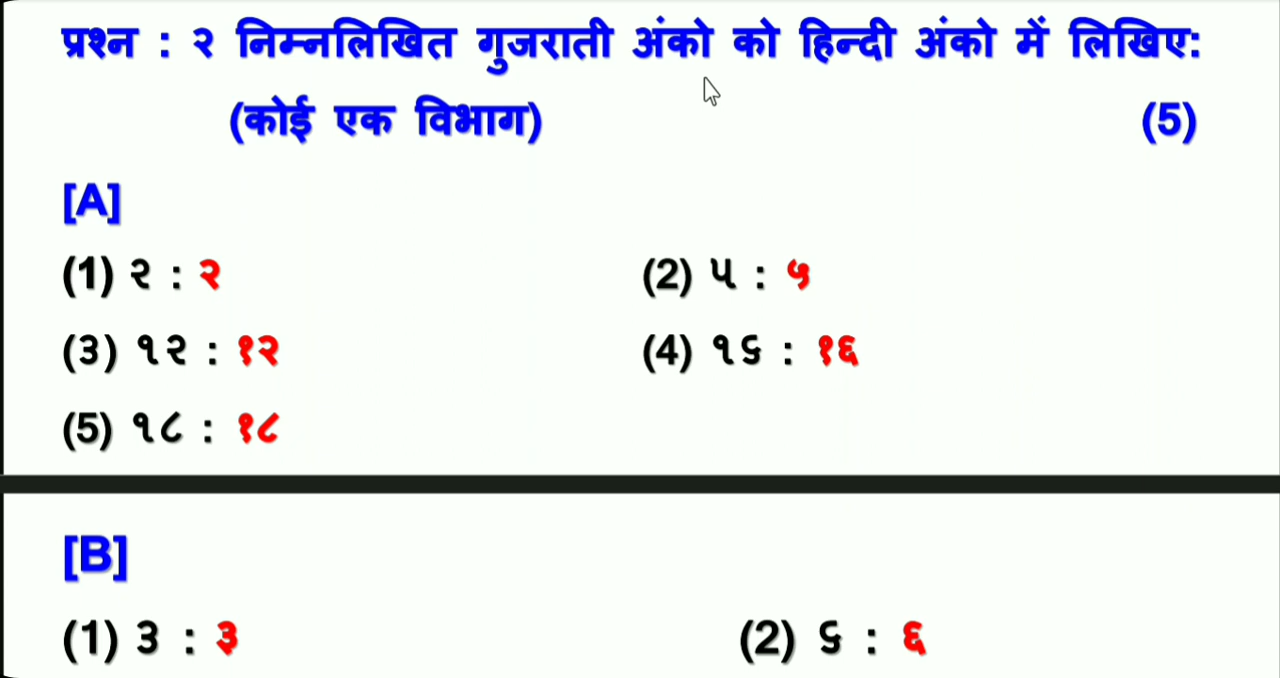 प्रश्न : २ निम्नलिखित गुजराती अंको को हिन्दी अंको में लिखिए:
(कोई एक विभाग) (5)
[A]
(1) ૨ : २ (2) ૫ : ५
(3) ૧૨ : १२ (4) ૧૬ : १६
(5) ૧૮ : १८
[B]
(1) ૩ : ३ (2) ૬ : ६